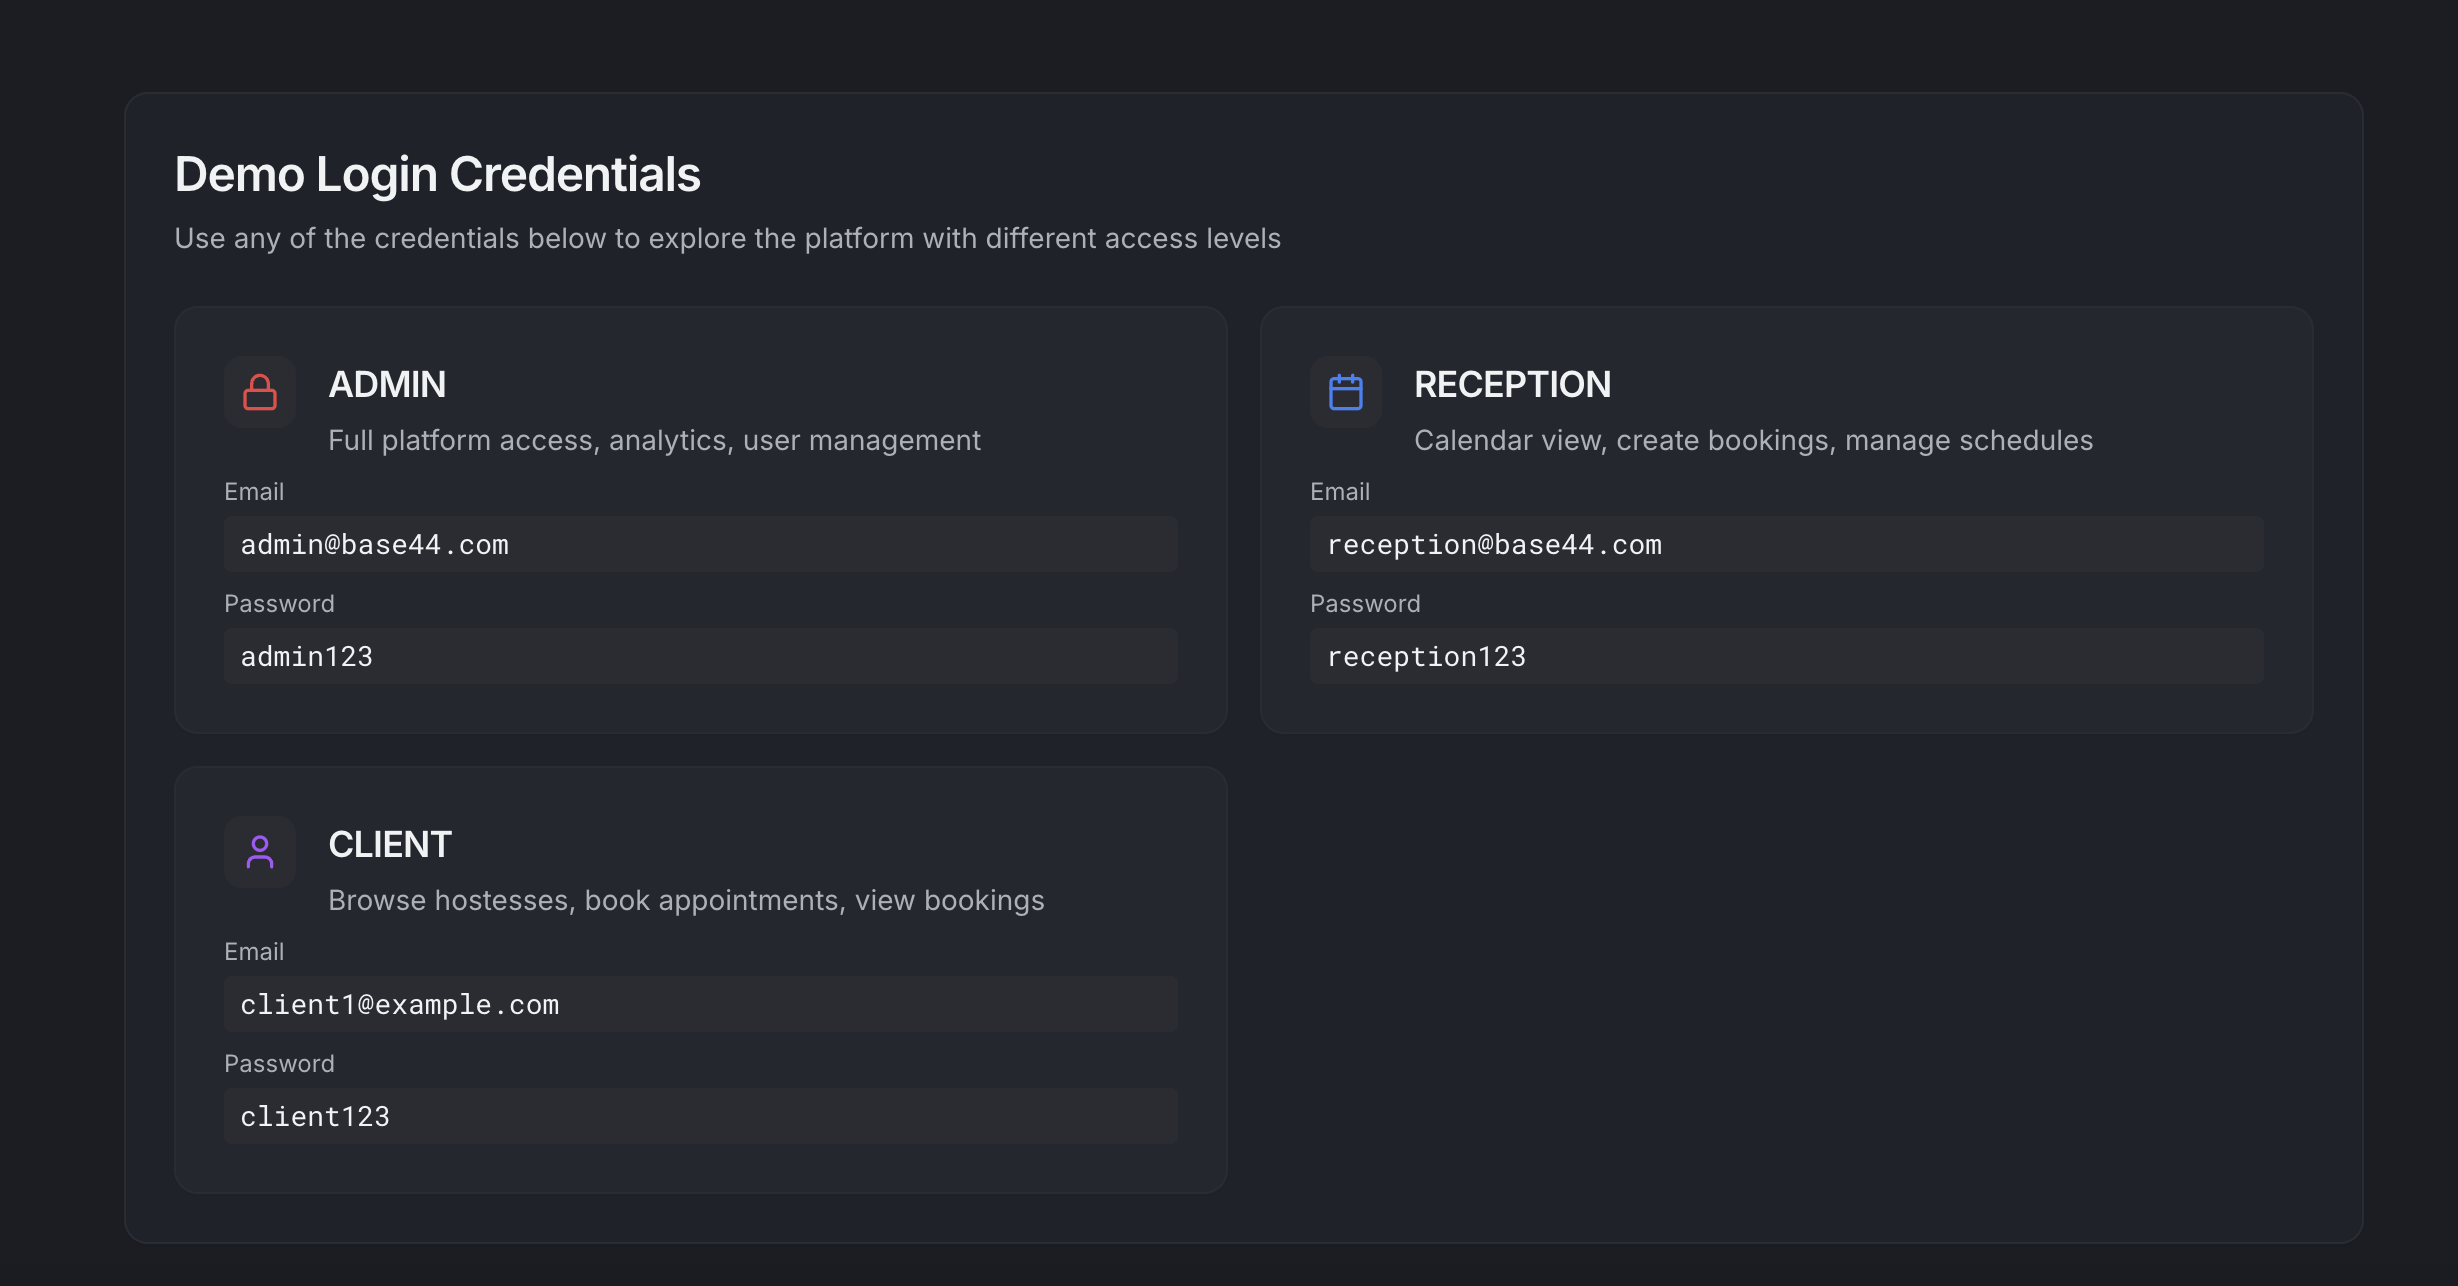 Demo Login Credentials
Use any of the credentials below to explore the platform with different access levels
ADMIN
Full platform access, analytics, user management
Email
admin@base44.com
Password
admin123
RECEPTION
Calendar view, create bookings, manage schedules
Email
reception@base44.com
Password
reception123
CLIENT
Browse hostesses, book appointments, view bookings
Email
client1@example.com
Password
client123